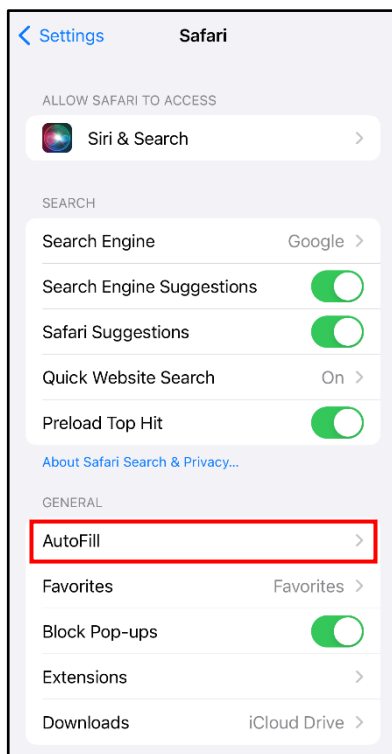 Settings Safari
ALLOW SAFARI TO ACCESS
Siri & Search
SEARCH
Search Engine Google
Search Engine Suggestions
Safari Suggestions
Quick Website Search On
Preload Top Hit
About Safari Search & Privacy...
GENERAL
AutoFill
Favorites Favorites
Block Pop-ups
Extensions
Downloads iCloud Drive